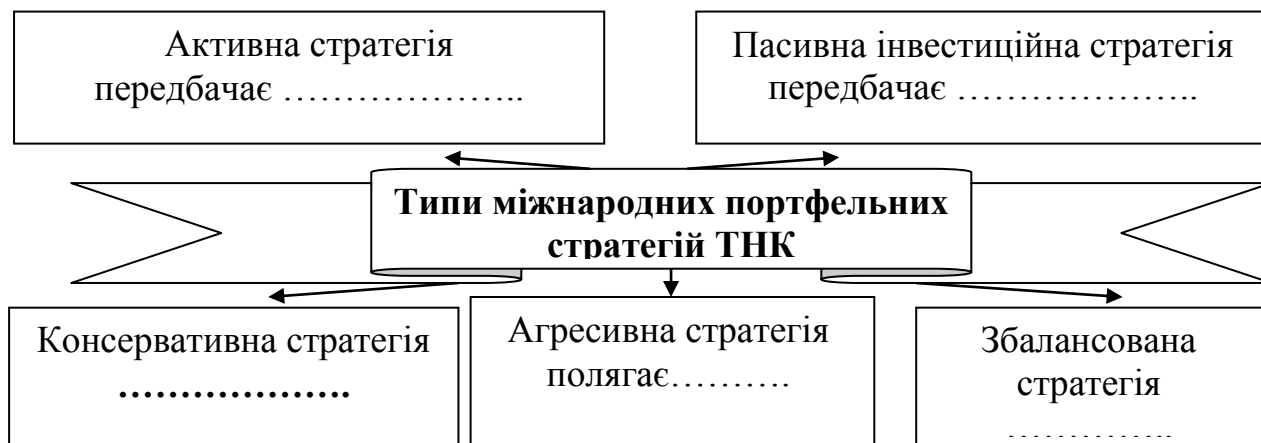 Активна стратегія
передбачає …………………..
Пасивна інвестиційна стратегія
передбачає …………………..
Типи міжнародних портфельних
стратегій ТНК
Консервативна стратегія
……………….
Агресивна стратегія
полягає……….
Збалансована
стратегія
…………..